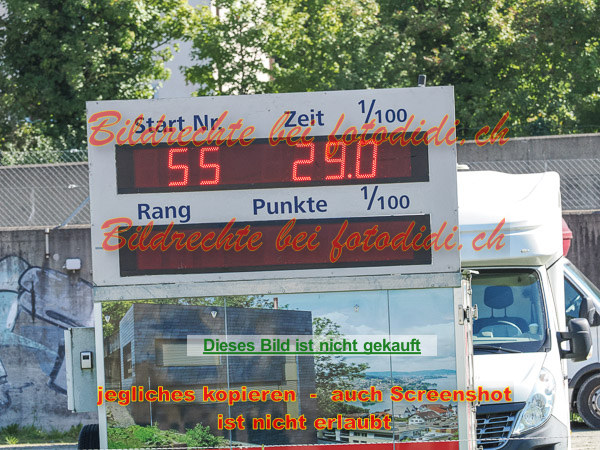 Start Nr. Zeit 1/100
Bildrechte bei fotodidi.ch
55 29.0
Rang Punkte 1/100
Bildrechte bei fotodidi.ch
Dieses Bild ist nicht gekauft
jegliches kopieren - auch Screenshot
ist nicht erlaubt